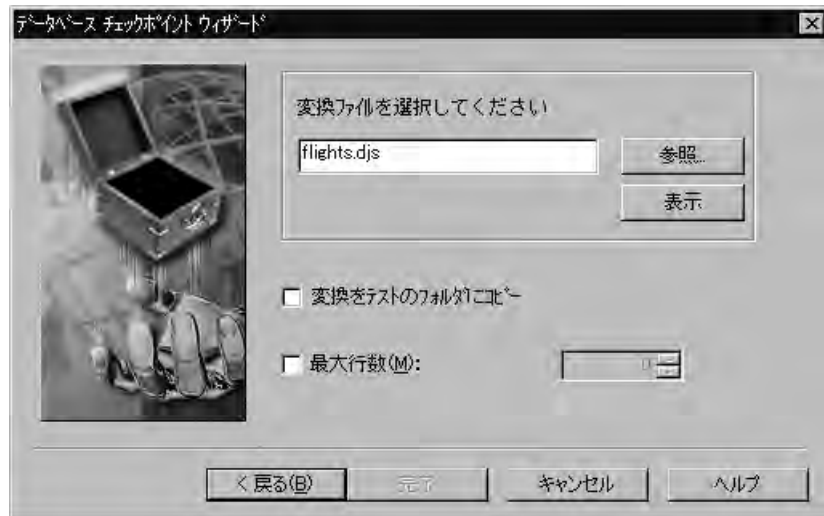 ﾃﾞｰﾀﾍﾞｰｽ ﾁｪｯｸﾎﾟｲﾝﾄ ｳｨｻﾞｰﾄﾞ
変換ﾌｧｲﾙを選択してください
flights.djs
参照...
表示
変換をテストのﾌｫﾙﾀﾞにｺﾋﾟｰ
最大行数(M):
0
< 戻る(B)
完了
キャンセル
ヘルプ